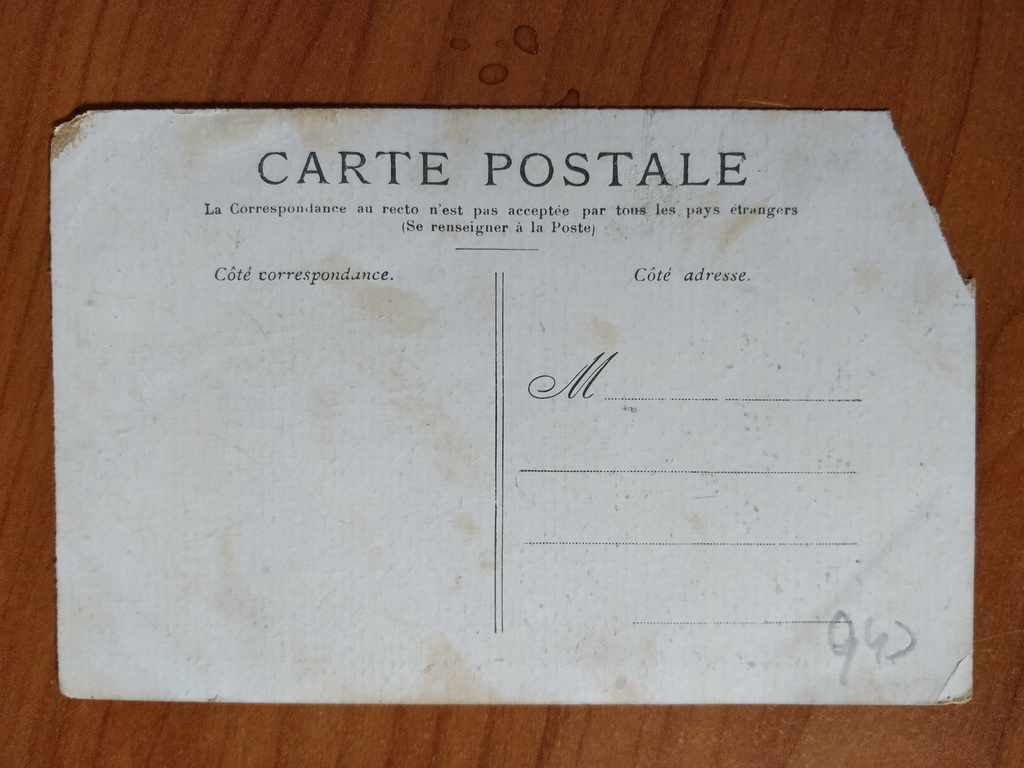 CARTE POSTALE
La Correspondance au recto n'est pas acceptée par tous les pays étrangers
(Se renseigner à la Poste)
Côté correspondance.
Côté adresse.
M